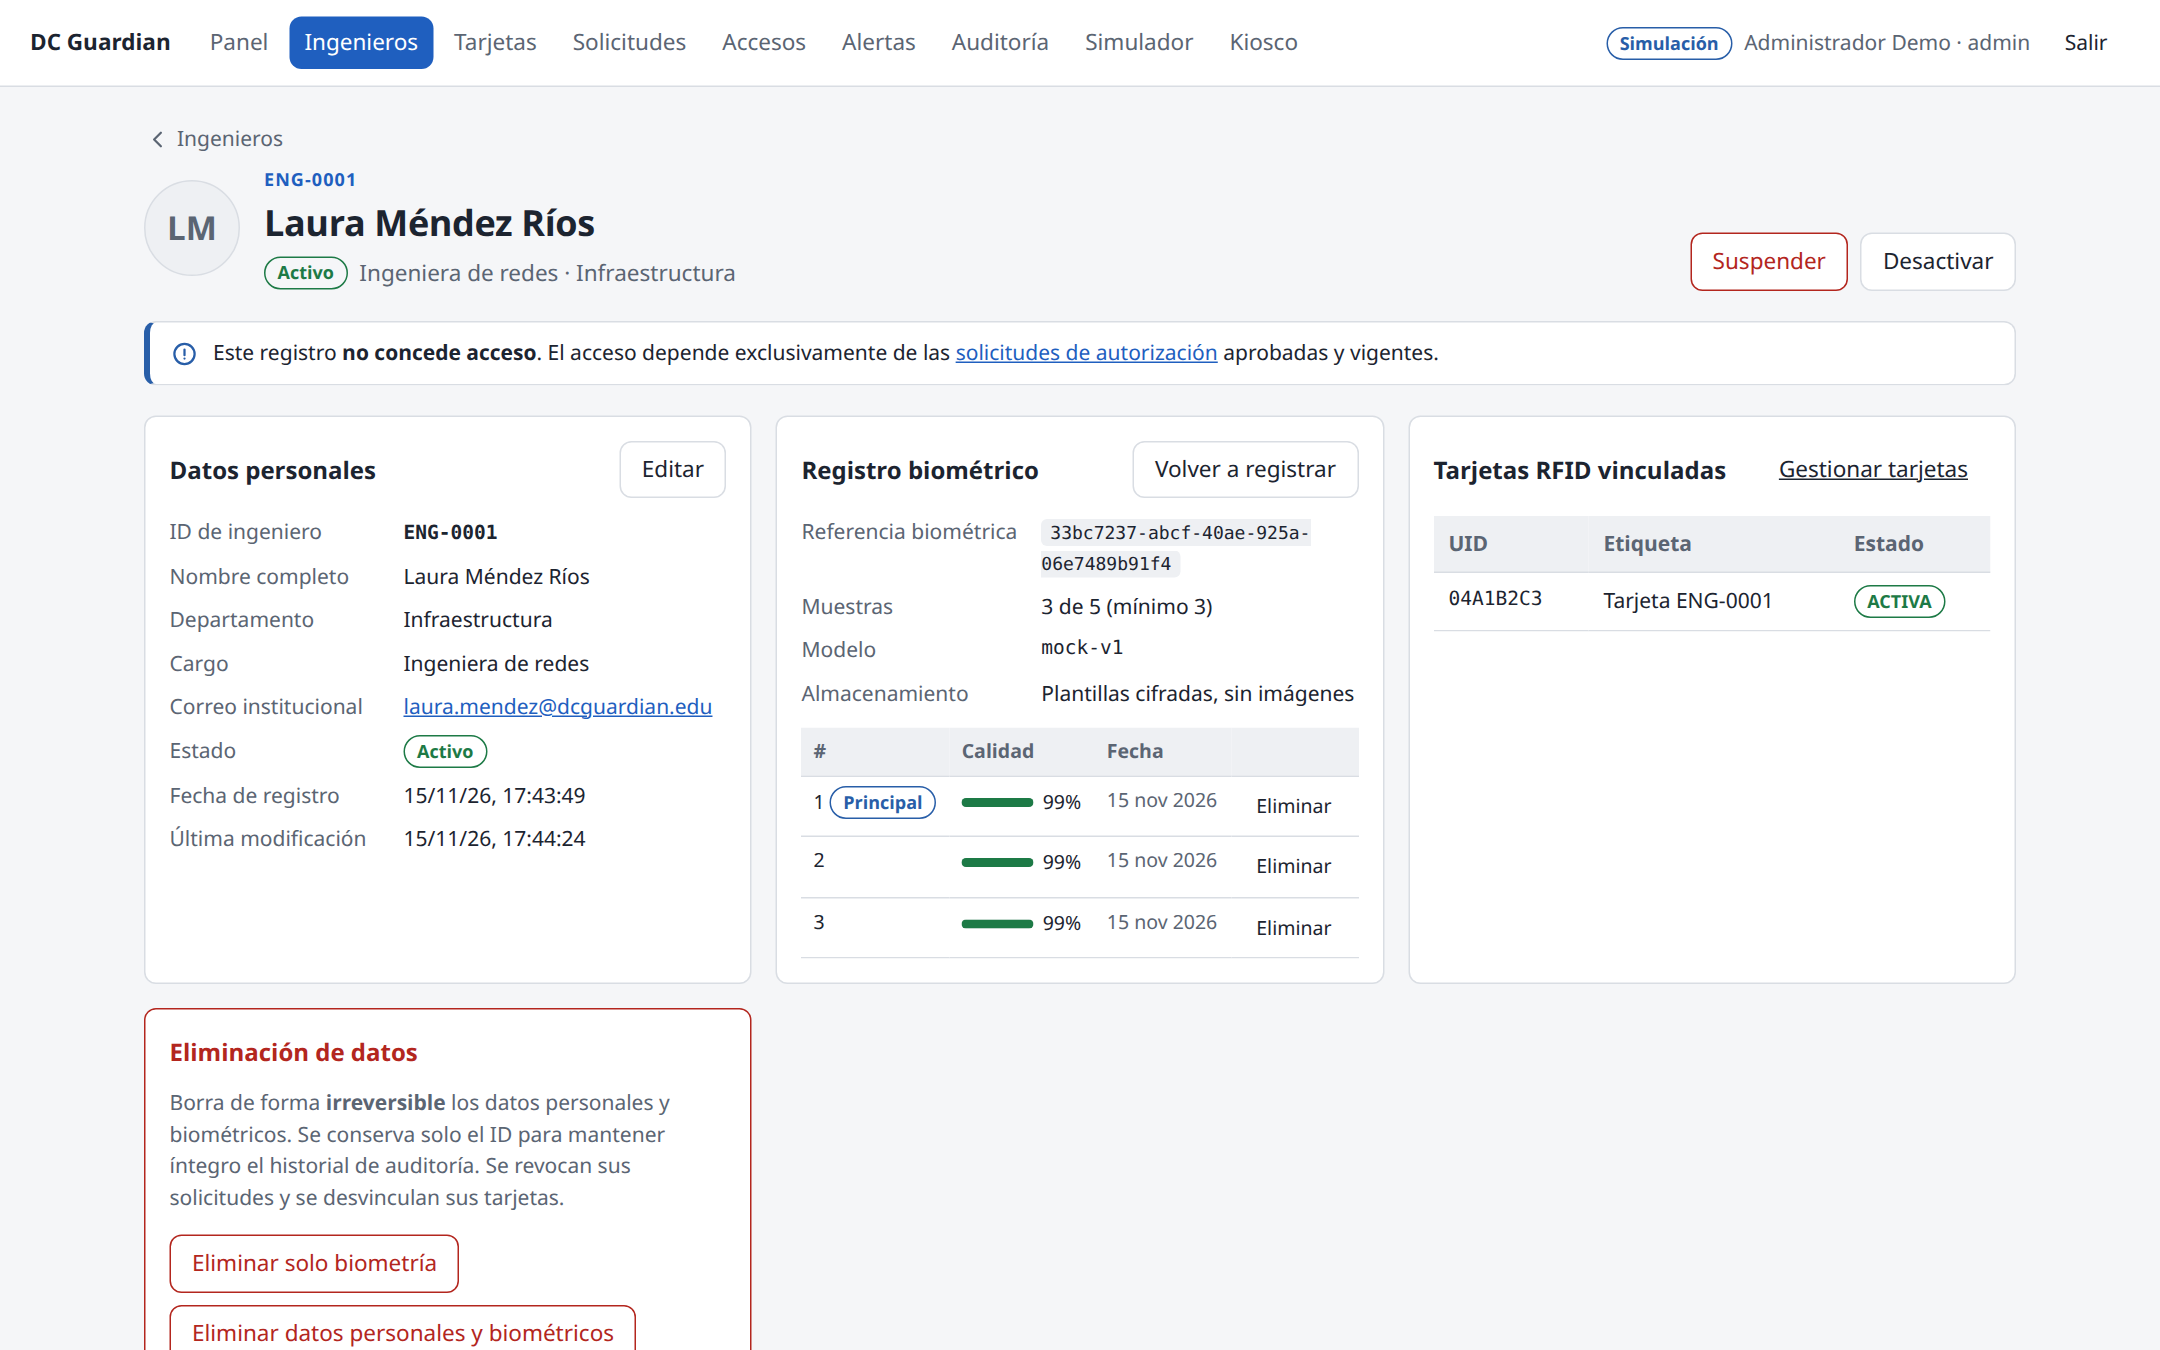 DC Guardian Panel Ingenieros Tarjetas Solicitudes Accesos Alertas Auditoría Simulador Kiosco Simulación Administrador Demo · admin Salir
Ingenieros
LM
ENG-0001
Laura Méndez Ríos
Activo Ingeniera de redes · Infraestructura
Suspender Desactivar
Este registro no concede acceso. El acceso depende exclusivamente de las solicitudes de autorización aprobadas y vigentes.
Datos personales Editar
ID de ingeniero ENG-0001
Nombre completo Laura Méndez Ríos
Departamento Infraestructura
Cargo Ingeniera de redes
Correo institucional laura.mendez@dcguardian.edu
Estado Activo
Fecha de registro 15/11/26, 17:43:49
Última modificación 15/11/26, 17:44:24
Registro biométrico Volver a registrar
Referencia biométrica 33bc7237-abcf-40ae-925a-
06e7489b91f4
Muestras 3 de 5 (mínimo 3)
Modelo mock-v1
Almacenamiento Plantillas cifradas, sin imágenes
# Calidad Fecha
1 Principal 99% 15 nov 2026 Eliminar
2 99% 15 nov 2026 Eliminar
3 99% 15 nov 2026 Eliminar
Tarjetas RFID vinculadas Gestionar tarjetas
UID Etiqueta Estado
04A1B2C3 Tarjeta ENG-0001 ACTIVA
Eliminación de datos
Borra de forma irreversible los datos personales y
biométricos. Se conserva solo el ID para mantener
íntegro el historial de auditoría. Se revocan sus
solicitudes y se desvinculan sus tarjetas.
Eliminar solo biometría
Eliminar datos personales y biométricos